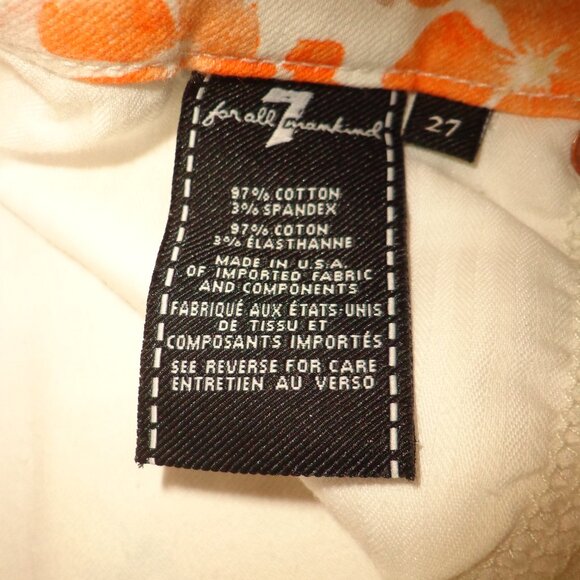 7
for all mankind
27
97% COTTON
3% SPANDEX
97% COTON
3% ÉLASTHANNE
MADE IN U.S.A.
OF IMPORTED FABRIC
AND COMPONENTS
FABRIQUÉ AUX ÉTATS-UNIS
DE TISSU ET
COMPOSANTS IMPORTÉS
SEE REVERSE FOR CARE
ENTRETIEN AU VERSO